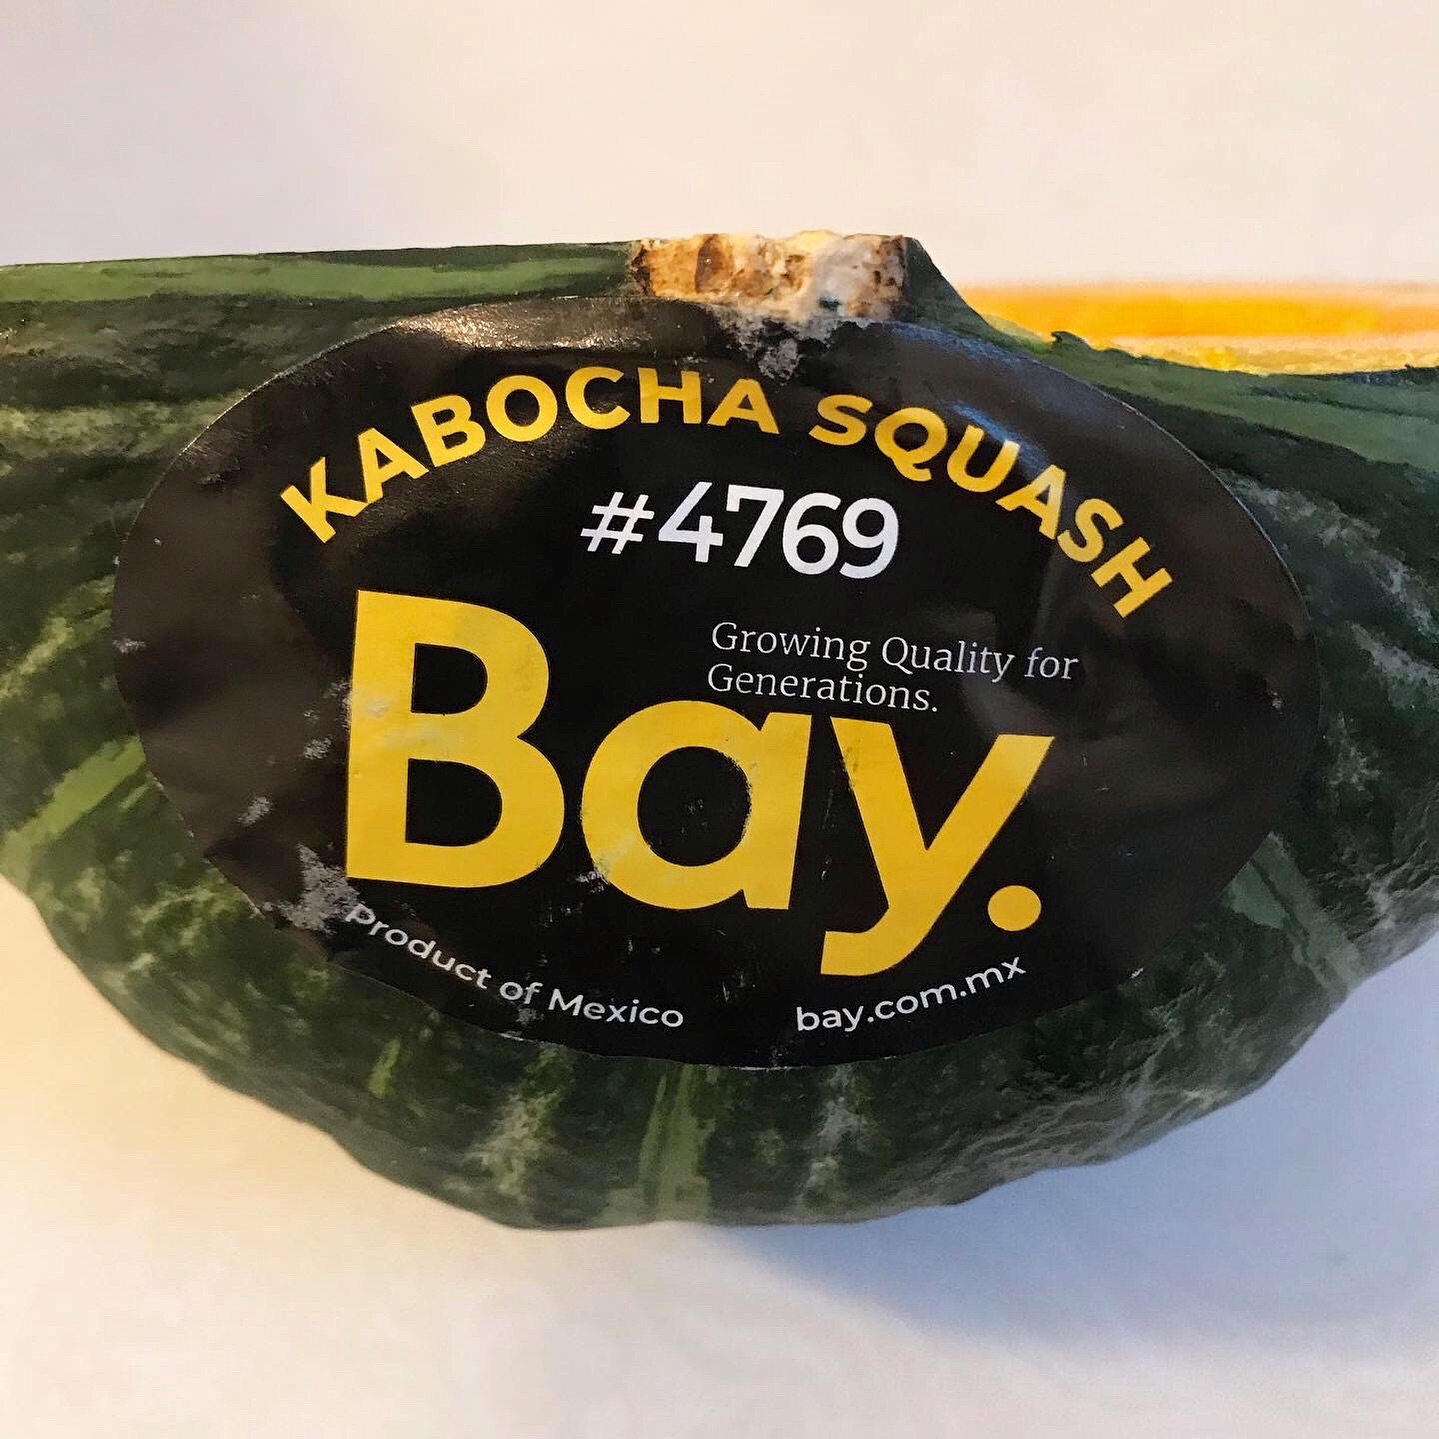 KABOCHA SQUASH
#4769
Growing Quality for
Generations.
Bay.
Product of Mexico
bay.com.mx